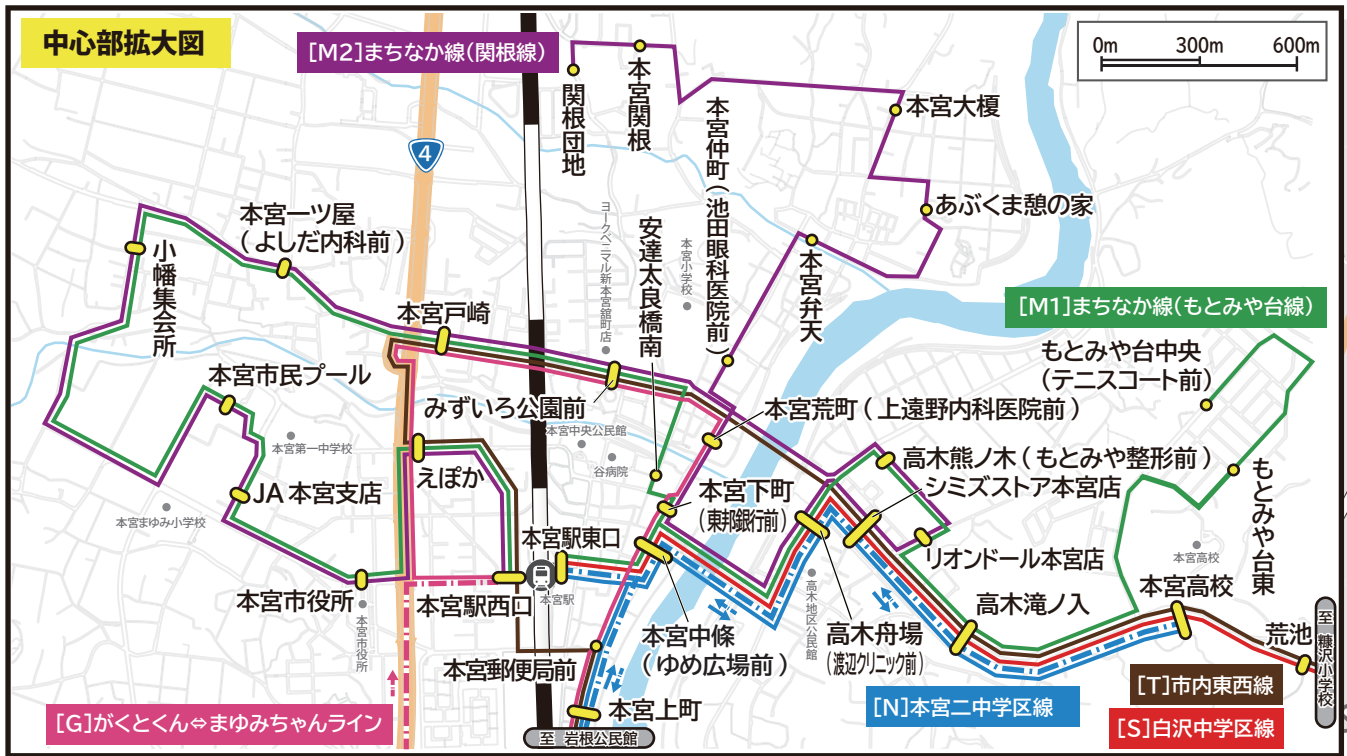 中心部拡大図
[M2]まちなか線(関根線)
0m 300m 600m
関根団地
本宮関根
本宮仲町(池田眼科医院前)
本宮大榎
4
本宮一ツ屋
(よしだ内科前)
小幡集会所
ヨークベニマル新本宮舘町店
安達太良橋南
本宮小学校
あぶくま憩の家
本宮弁天
[M1]まちなか線(もとみや台線)
本宮戸崎
もとみや台中央
(テニスコート前)
本宮市民プール
みずいろ公園前
本宮荒町(上遠野内科医院前)
本宮第一中学校
本宮中央公民館
谷病院
えぽか
高木熊ノ木(もとみや整形前)
シミズストア本宮店
JA本宮支店
本宮下町
(東邦銀行前)
もとみや台東
本宮まゆみ小学校
本宮駅東口
リオンドール本宮店
本宮高校
本宮高校
本宮市役所
本宮駅西口
本宮駅
高木地区公民館
高木滝ノ入
本宮市役所
本宮中條
(ゆめ広場前)
高木舟場
(渡辺クリニック前)
荒池
至 糠沢小学校
本宮郵便局前
[T]市内東西線
[N]本宮二中学区線
[G]がくとくん⇔まゆみちゃんライン
本宮上町
[S]白沢中学区線
至 岩根公民館